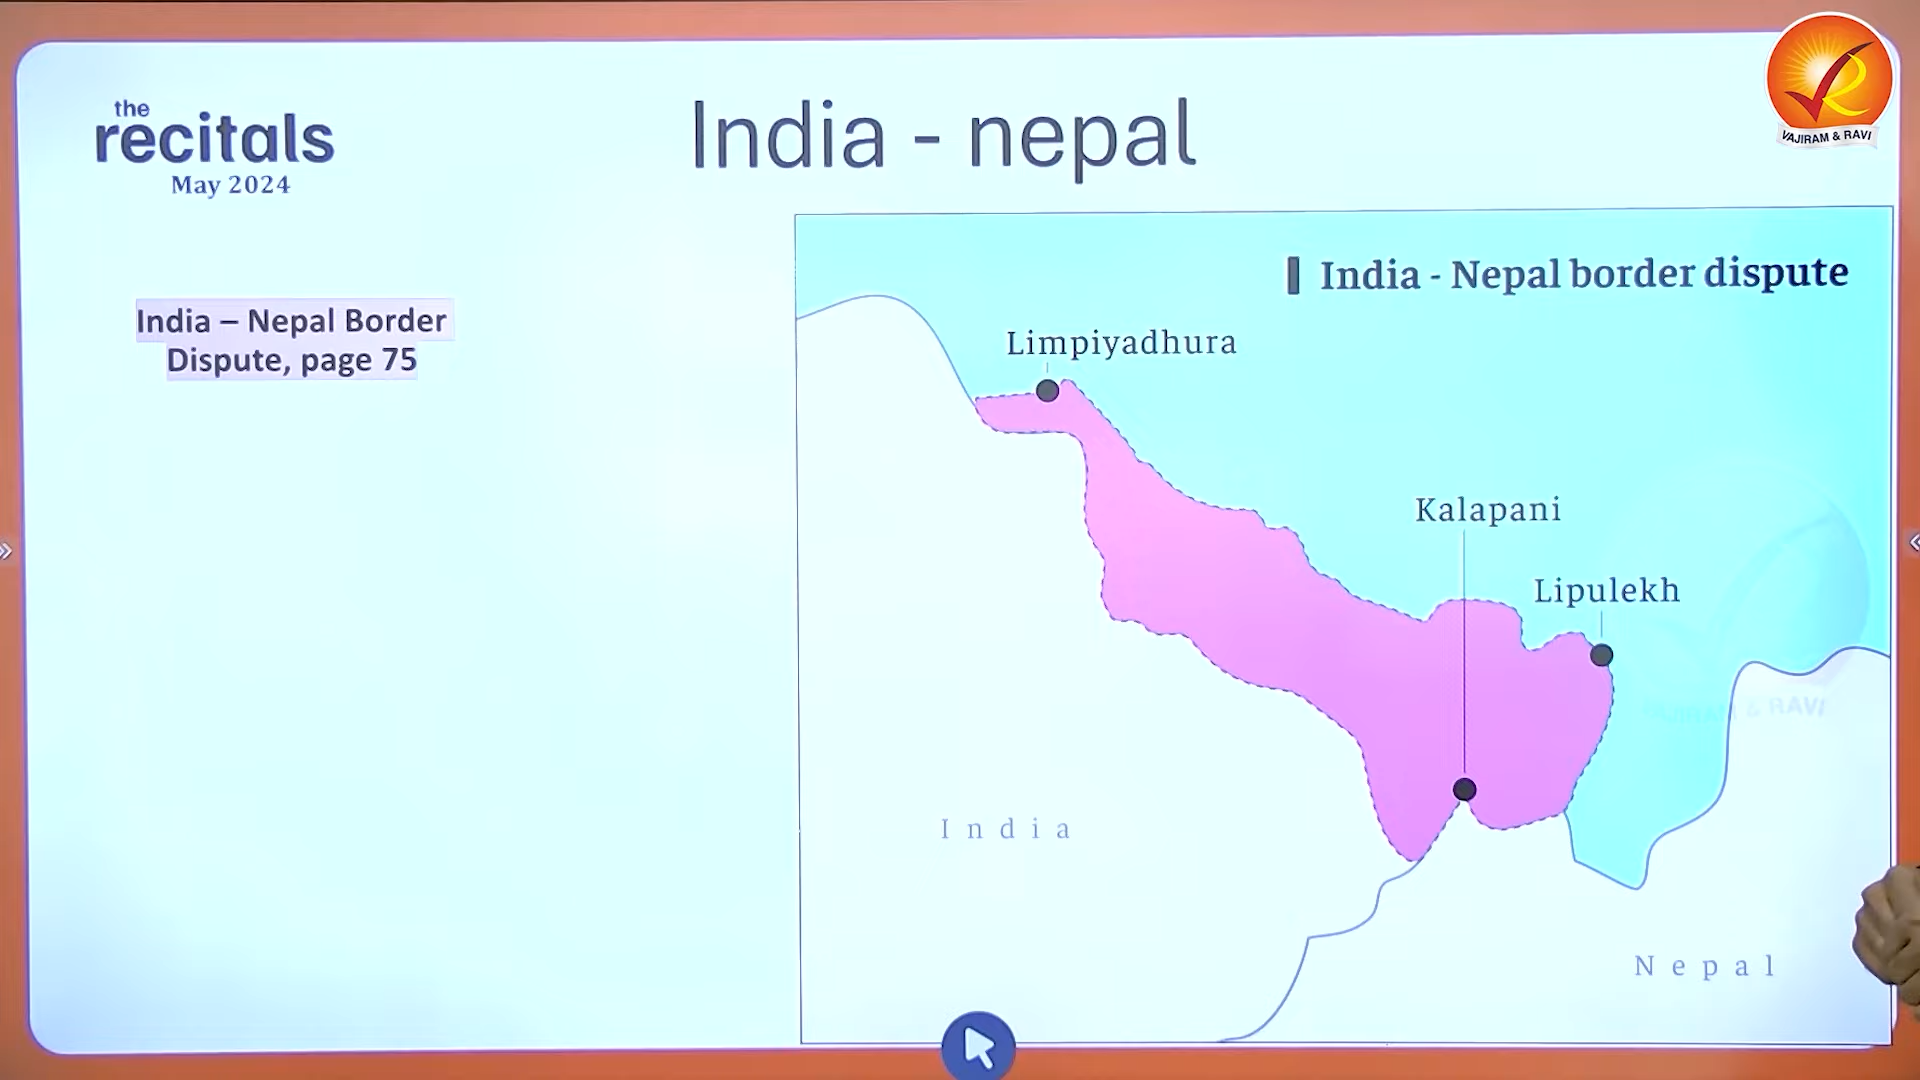 the
recitals
May 2024
India - nepal
VAJIRAM & RAVI
India – Nepal Border
Dispute, page 75
India - Nepal border dispute
Limpiyadhura
Kalapani
Lipulekh
& RAVI
India
Nepal